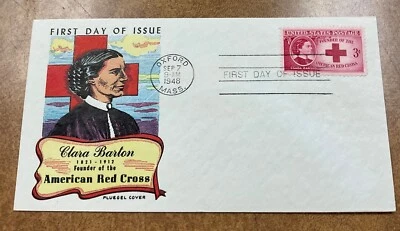 FIRST DAY OF ISSUE
Clara Barton
1821 - 1912
Founder of the
American Red Cross
FLUEGEL COVER
OXFORD
SEP 7
9-AM
1948
MASS.
FIRST DAY OF ISSUE
UNITED STATES POSTAGE
FOUNDER OF THE
3¢
AMERICAN RED CROSS